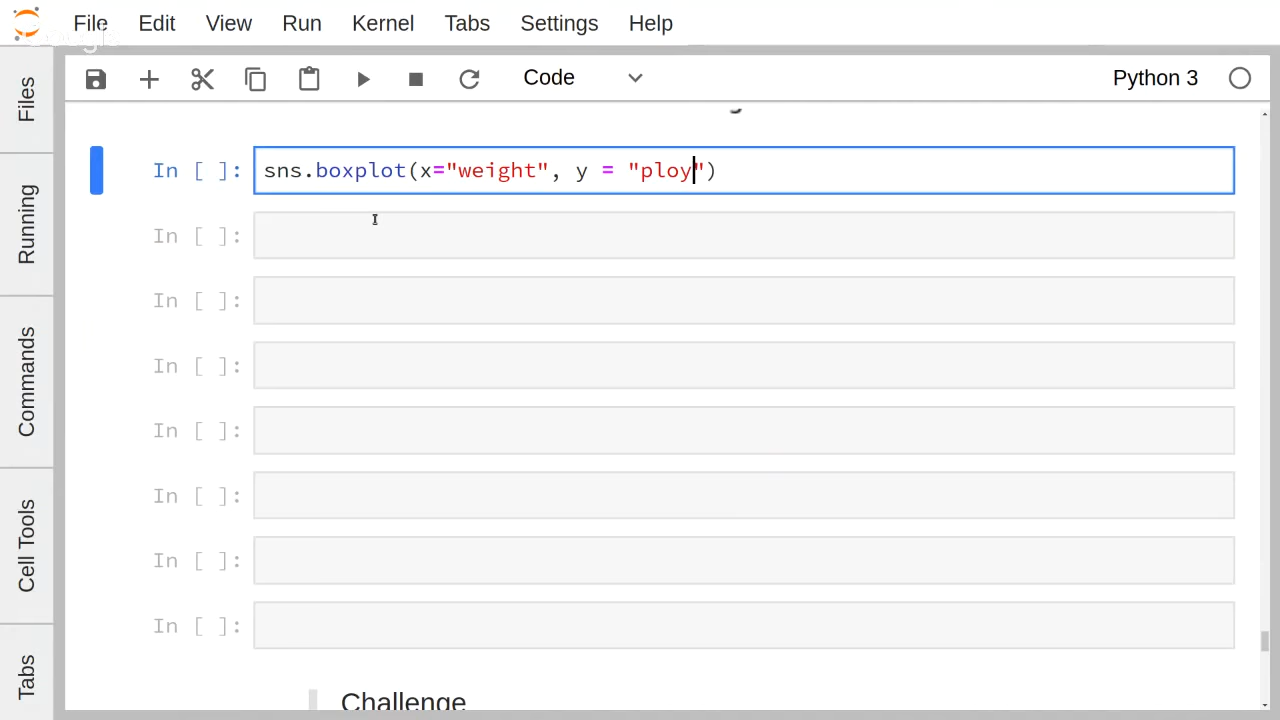 File Edit View Run Kernel Tabs Settings Help
Code
Python 3
Files
Running
Commands
Cell Tools
Tabs
In [ ]: sns.boxplot(x="weight", y = "ploy")
In [ ]:
In [ ]:
In [ ]:
In [ ]:
In [ ]:
In [ ]:
In [ ]:
Challenge